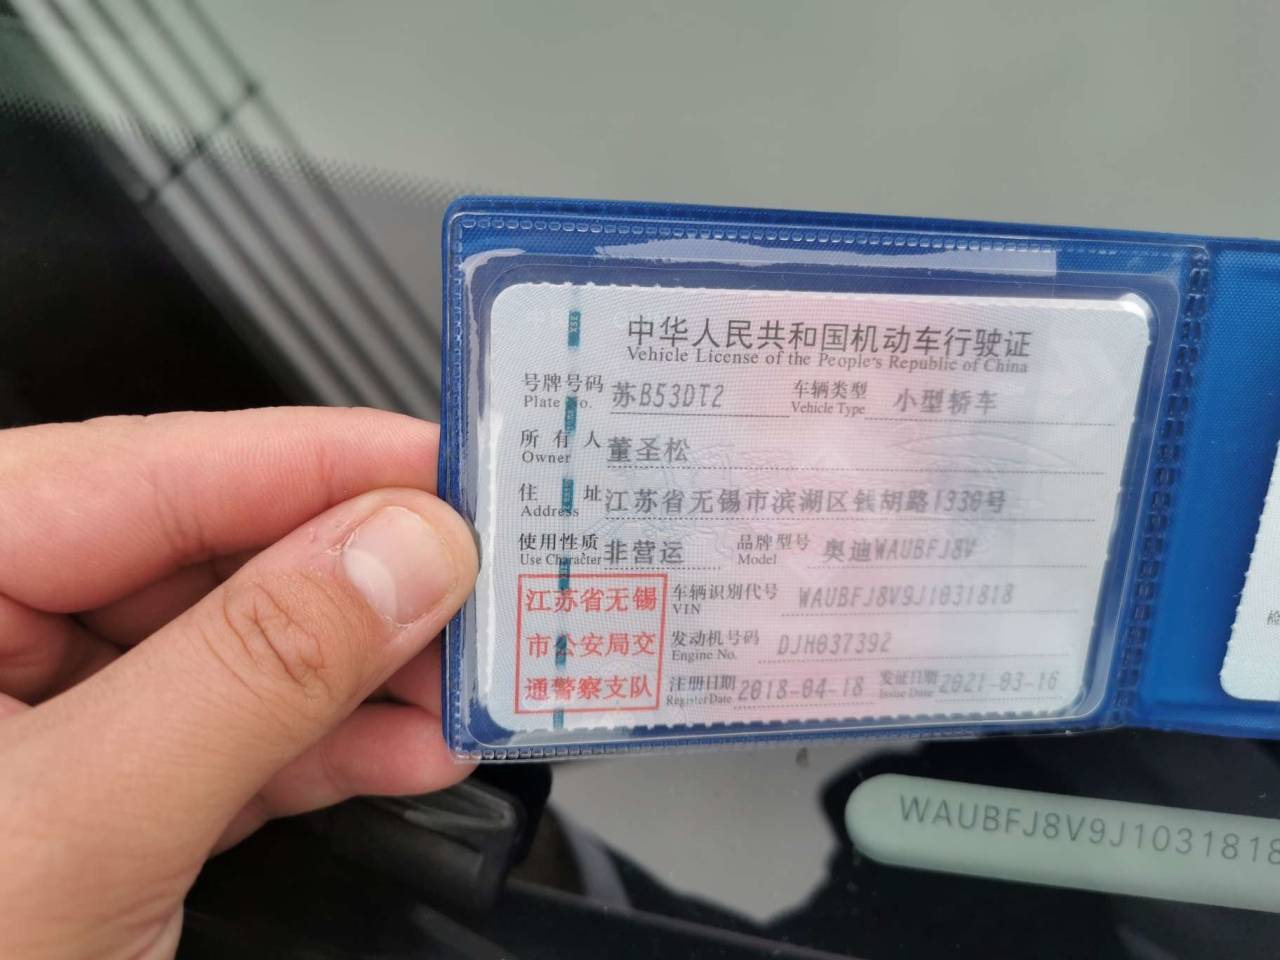 中华人民共和国机动车行驶证
Vehicle License of the People's Republic of China
号牌号码 苏B53DT2 车辆类型 小型轿车
Plate No. Vehicle Type
所有人 董圣松
Owner
住址 江苏省无锡市滨湖区钱胡路1330号
Address
使用性质 非营运 品牌型号 奥迪WAUBFJ8V
Use Character Model
江苏省无锡
市公安局交
通警察支队
车辆识别代号 WAUBFJ8V9J1031818
VIN
发动机号码 DJH037392
Engine No.
注册日期 2018-04-18 发证日期 2021-03-16
Register Date Issue Date
检
WAUBFJ8V9J1031818